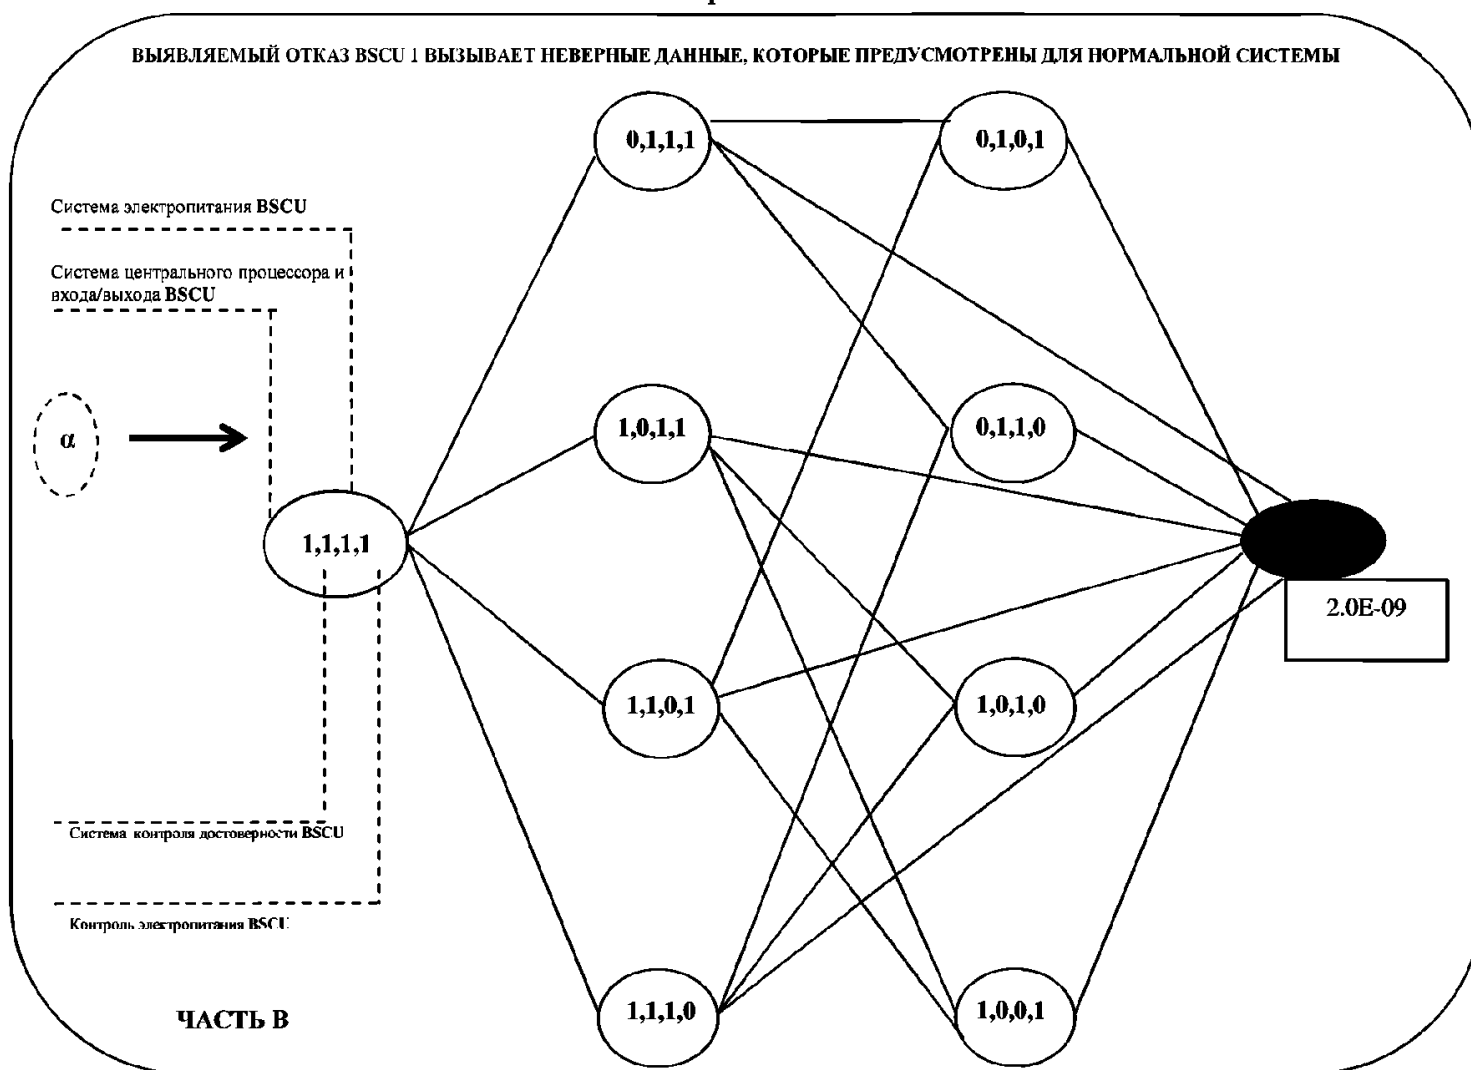 ВЫЯВЛЯЕМЫЙ ОТКАЗ BSCU 1 ВЫЗЫВАЕТ НЕВЕРНЫЕ ДАННЫЕ, КОТОРЫЕ ПРЕДУСМОТРЕНЫ ДЛЯ НОРМАЛЬНОЙ СИСТЕМЫ
0,1,1,1
0,1,0,1
Система электропитания BSCU
Система центрального процессора и
входа/выхода BSCU
α
1,0,1,1
0,1,1,0
1,1,1,1
2.0E-09
1,1,0,1
1,0,1,0
Система контроля достоверности BSCU
Контроль электропитания BSCU
1,1,1,0
1,0,0,1
ЧАСТЬ В